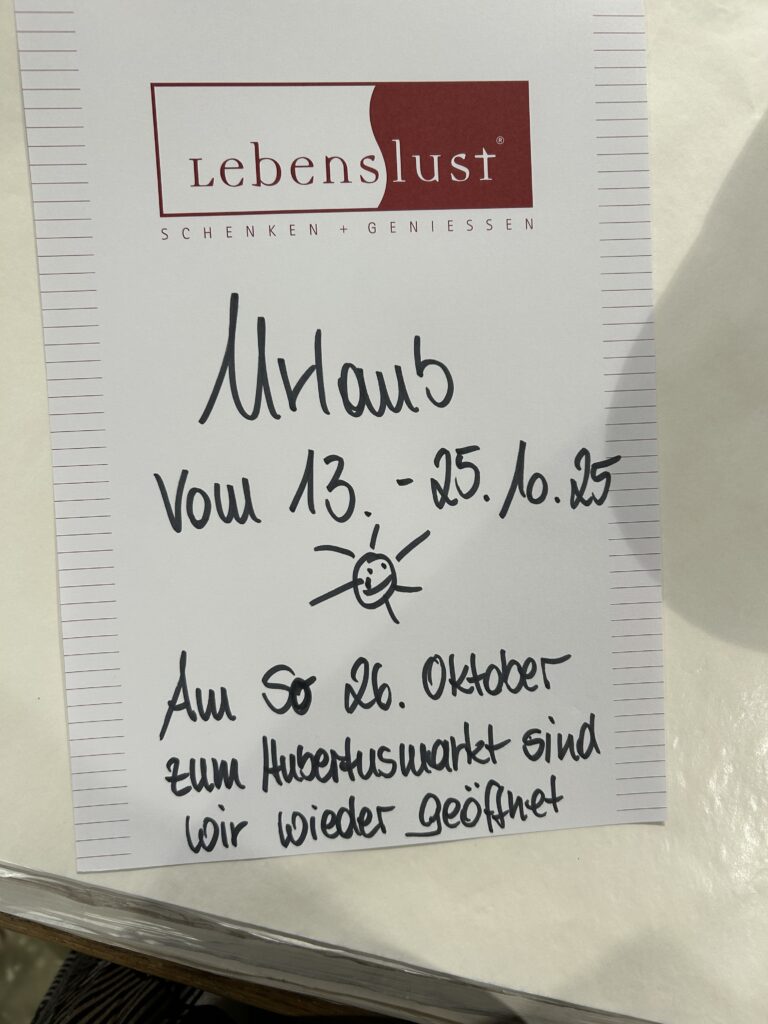 Lebenslust®
SCHENKEN + GENIESSEN
Urlaub
vom 13. - 25. 10. 25
Am So 26. Oktober
zum Hubertusmarkt sind
wir wieder geöffnet